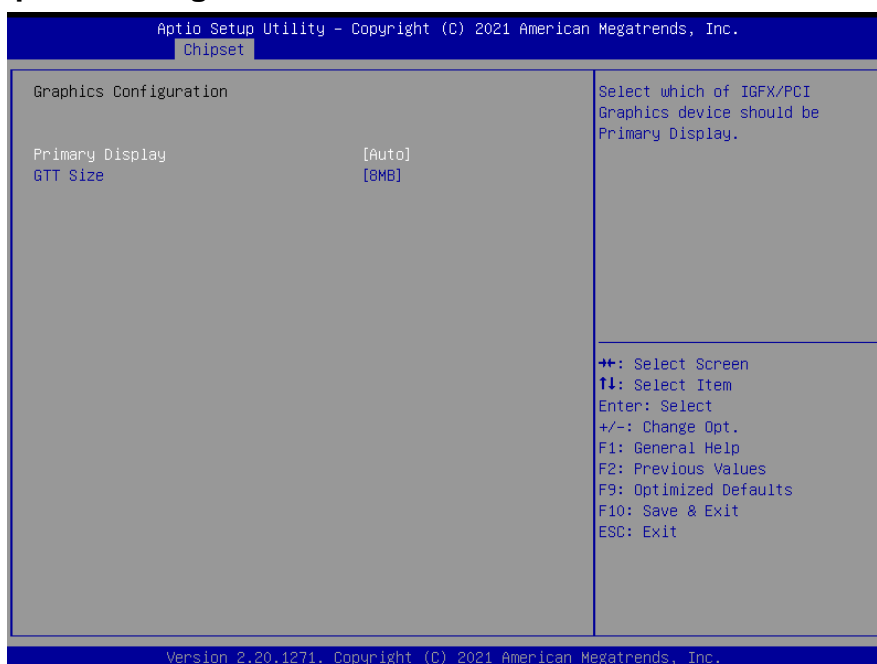 Aptio Setup Utility – Copyright (C) 2021 American Megatrends, Inc.
Chipset
Graphics Configuration
Primary Display [Auto]
GTT Size [8MB]
Select which of IGFX/PCI
Graphics device should be
Primary Display.
→←: Select Screen
↑↓: Select Item
Enter: Select
+/-: Change Opt.
F1: General Help
F2: Previous Values
F9: Optimized Defaults
F10: Save & Exit
ESC: Exit
Version 2.20.1271. Copyright (C) 2021 American Megatrends, Inc.